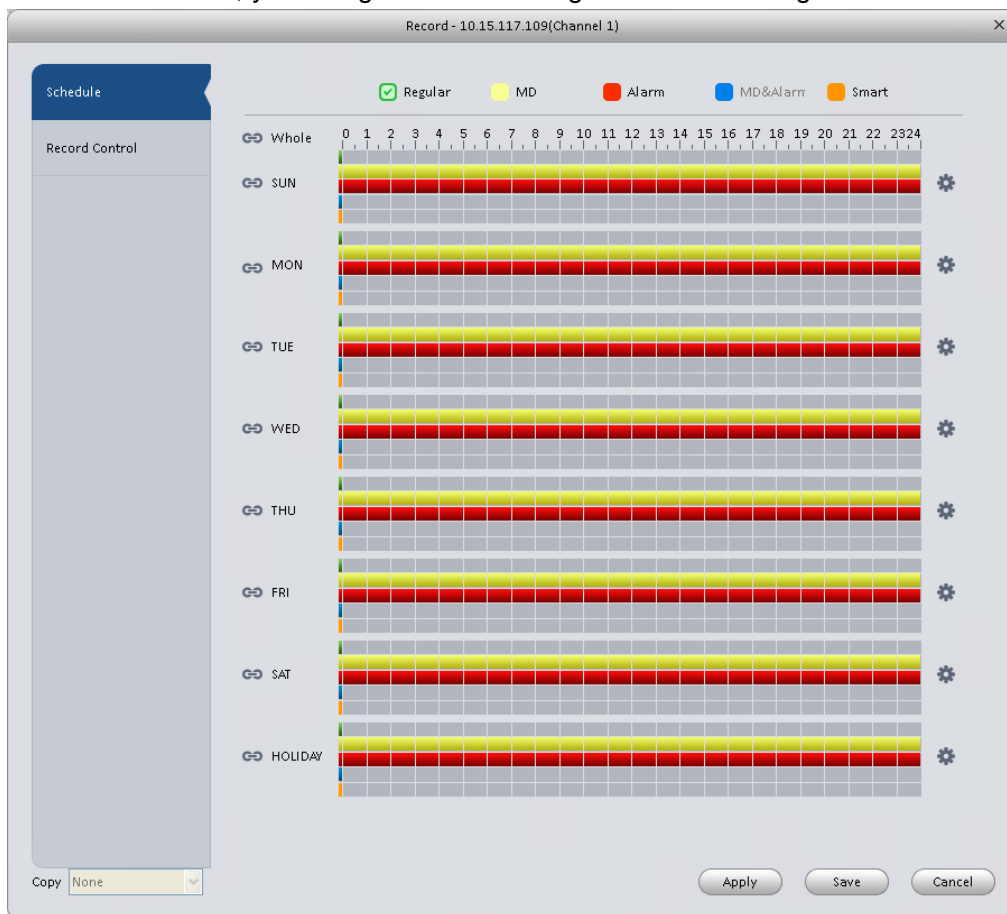 Record - 10.15.117.109(Channel 1)
Schedule
Record Control
Regular MD Alarm MD&Alarm Smart
Whole 0 1 2 3 4 5 6 7 8 9 10 11 12 13 14 15 16 17 18 19 20 21 22 2324
SUN
MON
TUE
WED
THU
FRI
SAT
HOLIDAY
Copy None Apply Save Cancel